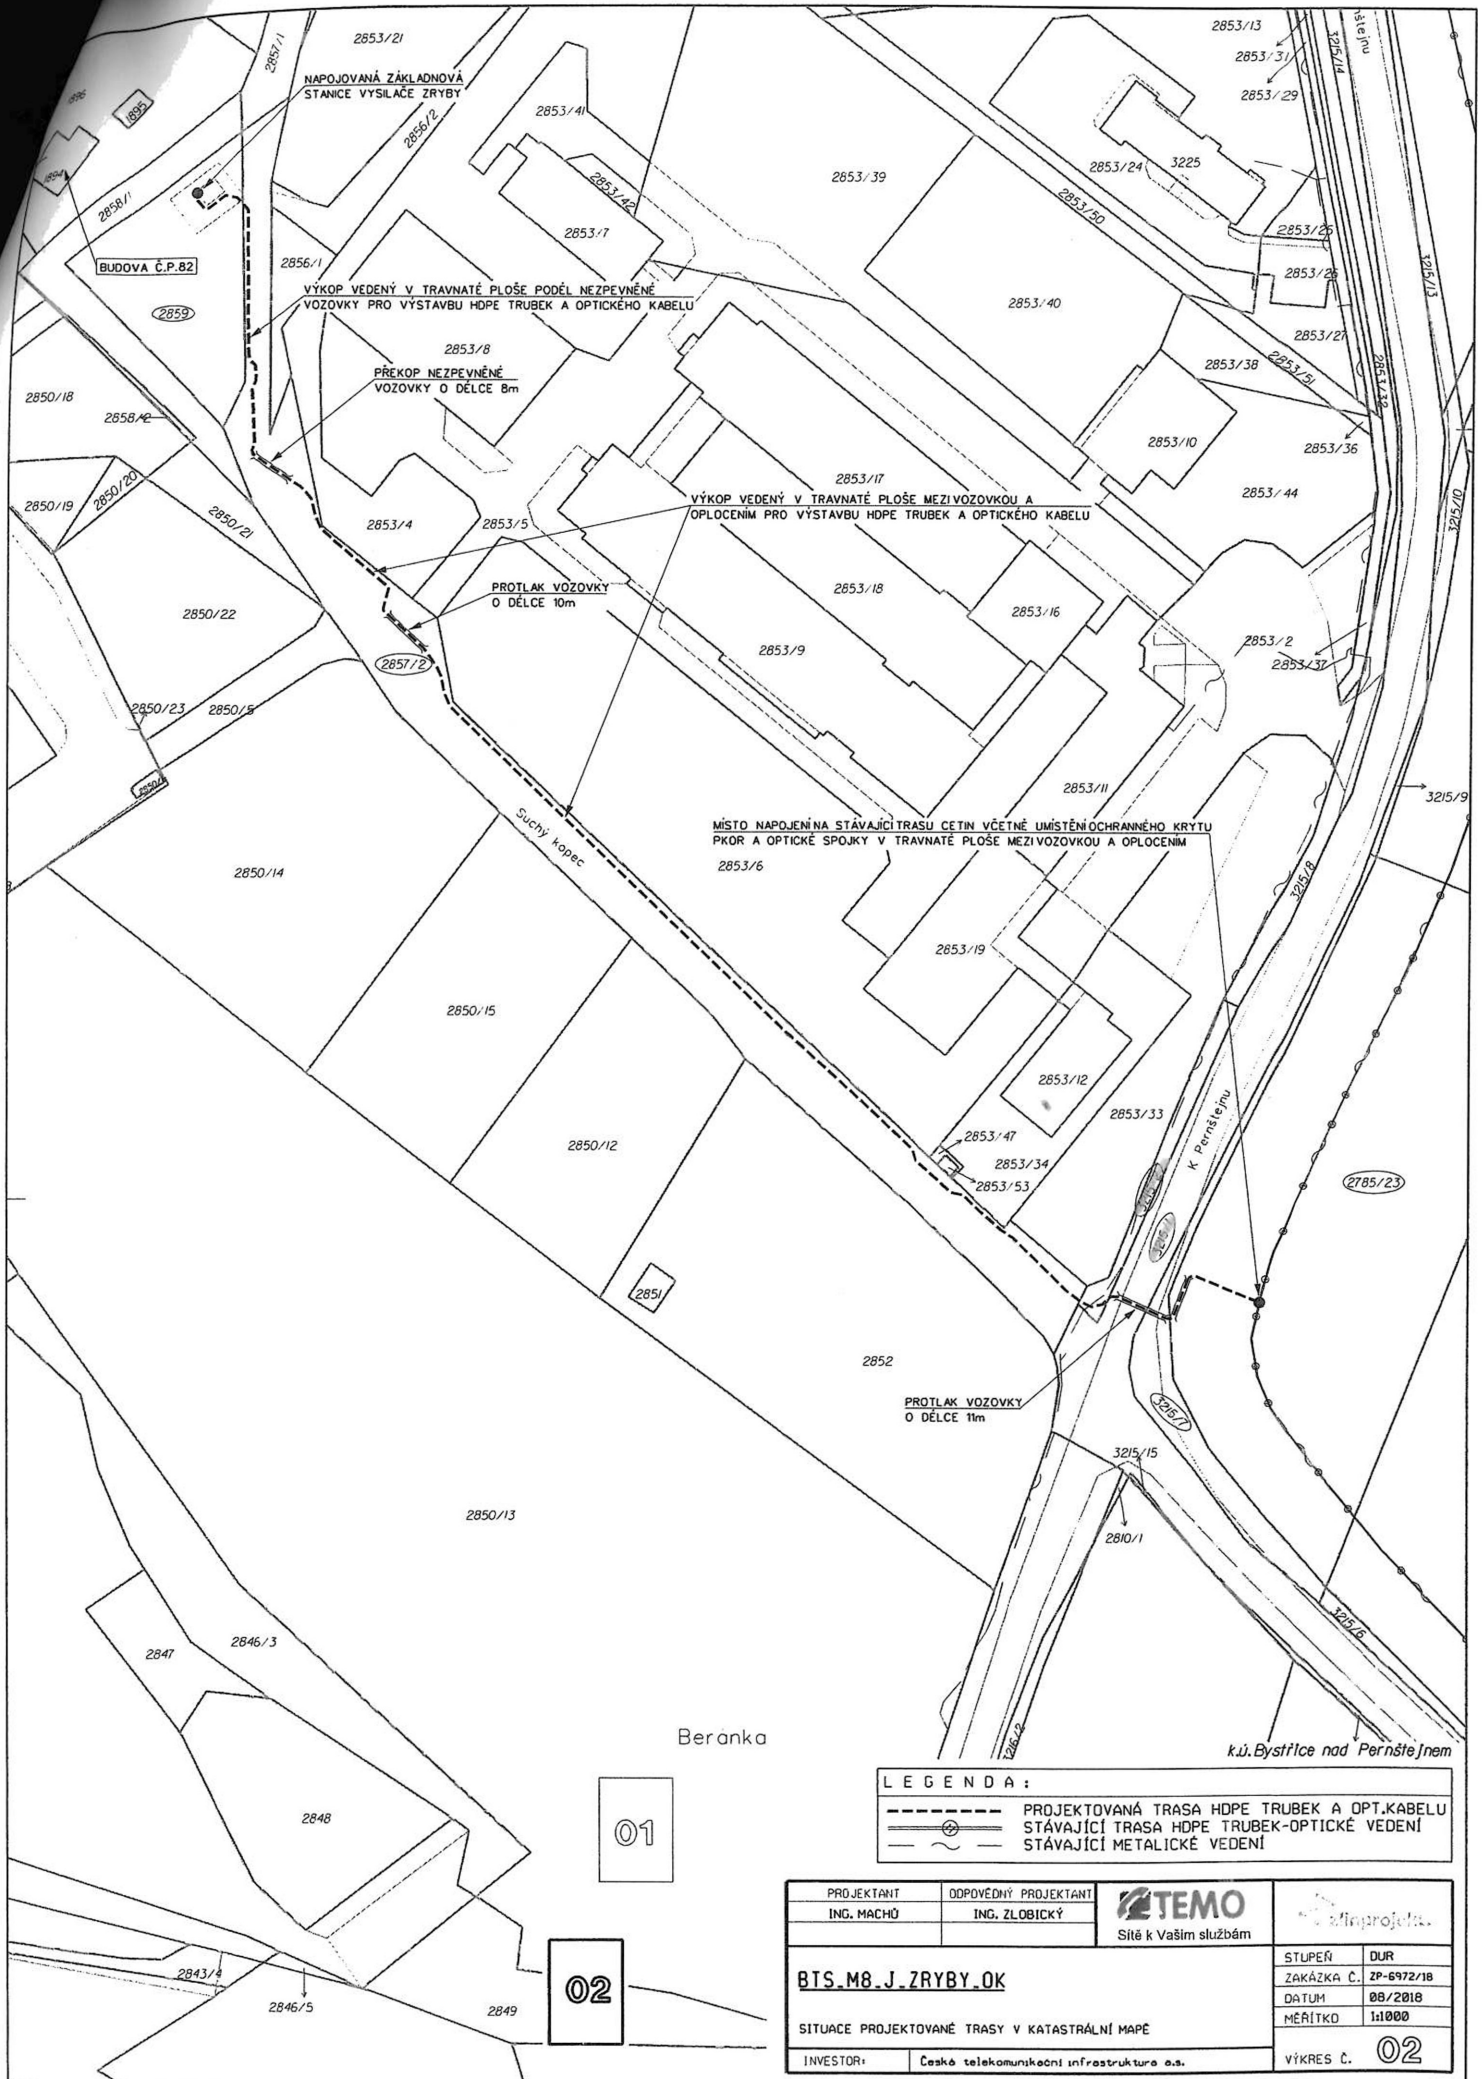 2853/21
2857/1
NAPOJOVANÁ ZÁKLADNOVÁ
STANICE VYSILAČE ZRYBY
2853/41
2856/2
1896
1895
1894
2858/1
BUDOVA Č.P.82
2859
2856/1
2853/42
2853/7
2853/39
2853/13
2853/31
2853/29
3215/14
2853/24
3225
2853/50
2853/25
2853/26
3215/13
2853/27
VÝKOP VEDENÝ V TRAVNATÉ PLOŠE PODÉL NEZPEVNĚNÉ
VOZOVKY PRO VÝSTAVBU HDPE TRUBEK A OPTICKÉHO KABELU
2853/40
2853/8
PŘEKOP NEZPEVNĚNÉ
VOZOVKY O DÉLCE 8m
2853/38
2853/51
2853/32
2850/18
2858/2
2853/10
2853/36
2850/19
2850/20
2850/21
2853/17
2853/44
3215/10
VÝKOP VEDENÝ V TRAVNATÉ PLOŠE MEZI VOZOVKOU A
OPLOCENÍM PRO VÝSTAVBU HDPE TRUBEK A OPTICKÉHO KABELU
2853/4
2853/5
PROTLAK VOZOVKY
O DÉLCE 10m
2853/18
2853/16
2850/22
2857/2
2853/9
2853/2
2853/37
2850/23
2850/5
2853/11
3215/9
Suchý kopec
MÍSTO NAPOJENÍ NA STÁVAJÍCÍ TRASU CETIN VČETNĚ UMÍSTĚNÍ OCHRANNÉHO KRYTU
PKOR A OPTICKÉ SPOJKY V TRAVNATÉ PLOŠE MEZI VOZOVKOU A OPLOCENÍM
2853/6
2850/14
3215/8
2853/19
2850/15
2853/12
2853/33
K Pernštejnu
2850/12
2853/47
2853/34
2853/53
2785/23
2851
2852
PROTLAK VOZOVKY
O DÉLCE 11m
3215/7
3215/15
2850/13
2810/1
3215/6
2847
2846/3
3216/2
Beránka
k.ú.Bystřice nad Pernštejnem
2848
01
LEGENDA:
PROJEKTOVANÁ TRASA HDPE TRUBEK A OPT.KABELU
STÁVAJÍCÍ TRASA HDPE TRUBEK-OPTICKÉ VEDENÍ
STÁVAJÍCÍ METALICKÉ VEDENÍ
2843/4
2846/5
2849
02
PROJEKTANT
ODPOVĚDNÝ PROJEKTANT
ING. MACHŮ
ING. ZLOBICKÝ
TEMO
Sítě k Vašim službám
BTS_M8_J_ZRYBY_OK
SITUACE PROJEKTOVANÉ TRASY V KATASTRÁLNÍ MAPĚ
INVESTOR:
Česká telekomunikační infrastruktura a.s.
STUPEŇ DUR
ZAKÁZKA Č. ZP-6972/18
DATUM 08/2018
MĚŘÍTKO 1:1000
VÝKRES Č. 02